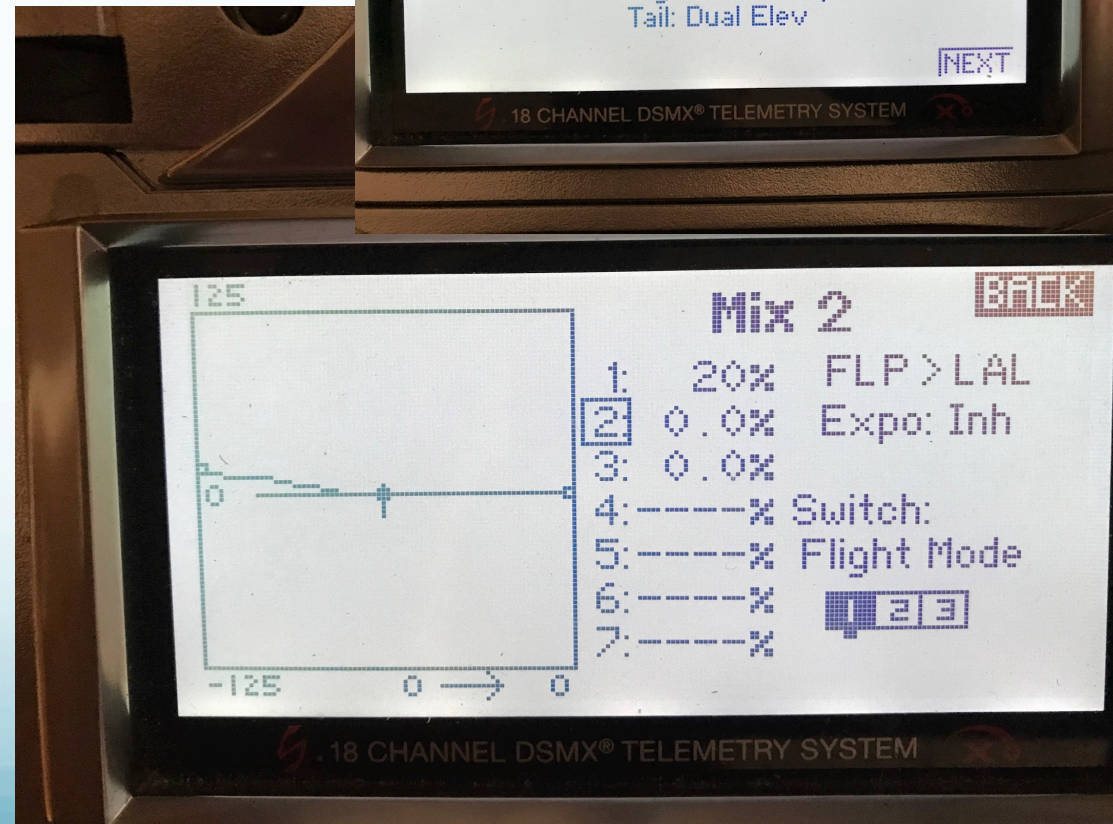 Tail: Dual Elev
NEXT
18 CHANNEL DSMX® TELEMETRY SYSTEM
125
Mix 2
BACK
1: 20% FLP>LAL
2: 0.0% Expo: Inh
3: 0.0%
0
4:----% Switch:
5:----% Flight Mode
6:----% 1 2 3
7:----%
-125 0 → 0
18 CHANNEL DSMX® TELEMETRY SYSTEM